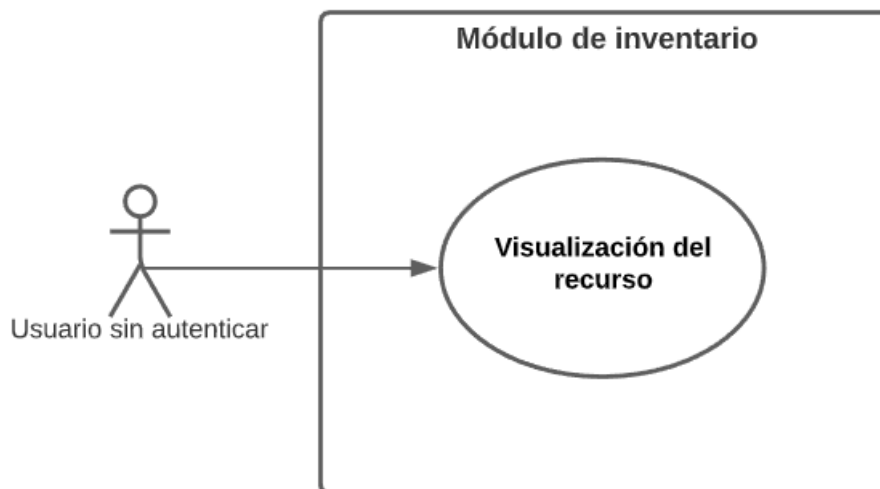 Módulo de inventario
Visualización del
recurso
Usuario sin autenticar